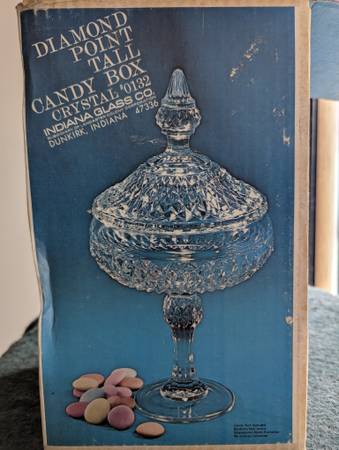 DIAMOND
POINT
TALL
CANDY BOX
CRYSTAL #0132
INDIANA GLASS CO.
DUNKIRK, INDIANA 47336